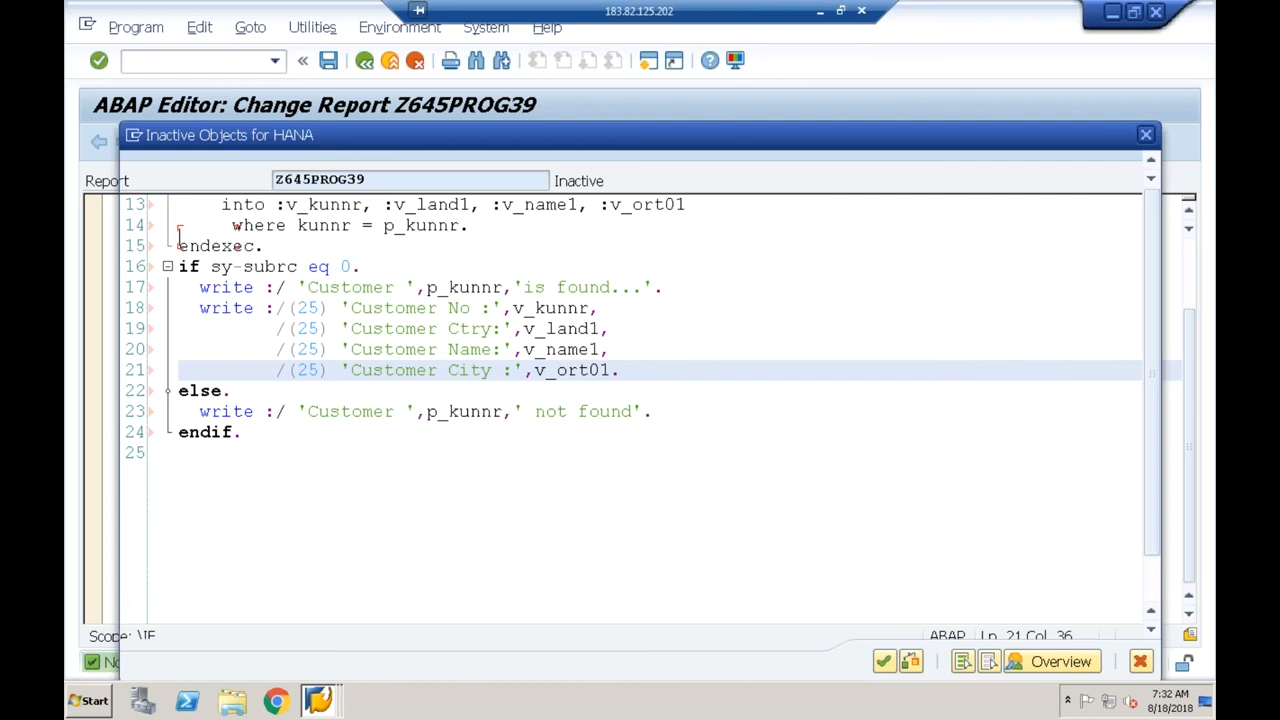 183.82.125.202
Program Edit Goto Utilities Environment System Help
ABAP Editor: Change Report Z645PROG39
Inactive Objects for HANA
Report Z645PROG39 Inactive
13 into :v_kunnr, :v_land1, :v_name1, :v_ort01
14 where kunnr = p_kunnr.
15 endexec.
16 if sy-subrc eq 0.
17 write :/ 'Customer ',p_kunnr,'is found...'.
18 write :/(25) 'Customer No :',v_kunnr,
19 /(25) 'Customer Ctry:',v_land1,
20 /(25) 'Customer Name:',v_name1,
21 /(25) 'Customer City :',v_ort01.
22 else.
23 write :/ 'Customer ',p_kunnr,' not found'.
24 endif.
25
Scope: \IF ABAP Ln 21 Col 36
No Overview
Start 7:32 AM
8/18/2018